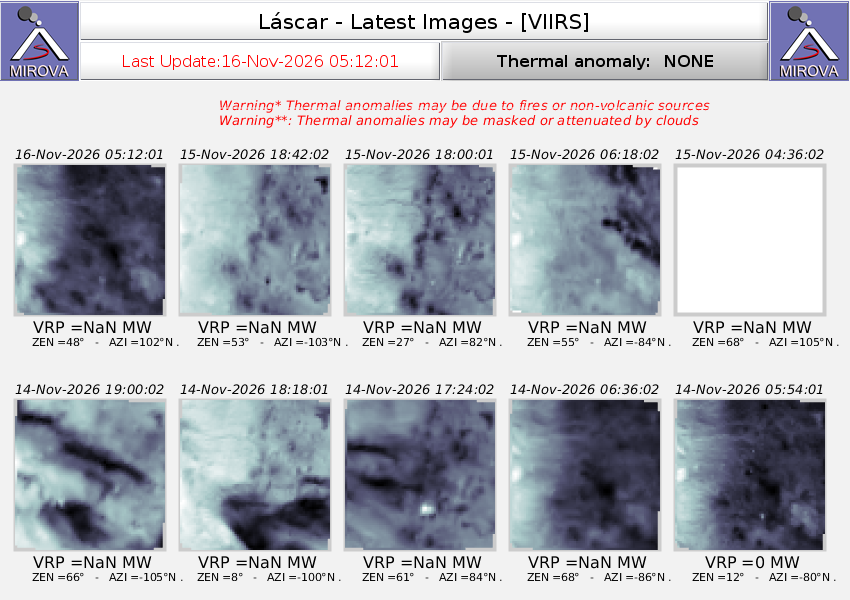 Láscar - Latest Images - [VIIRS]
MIROVA
Last Update:16-Nov-2026 05:12:01
Thermal anomaly: NONE
MIROVA
Warning* Thermal anomalies may be due to fires or non-volcanic sources
Warning**: Thermal anomalies may be masked or attenuated by clouds
16-Nov-2026 05:12:01
15-Nov-2026 18:42:02
15-Nov-2026 18:00:01
15-Nov-2026 06:18:02
15-Nov-2026 04:36:02
VRP =NaN MW
VRP =NaN MW
VRP =NaN MW
VRP =NaN MW
VRP =NaN MW
ZEN =48° - AZI =102°N .
ZEN =53° - AZI =-103°N .
ZEN =27° - AZI =82°N .
ZEN =55° - AZI =-84°N .
ZEN =68° - AZI =105°N .
14-Nov-2026 19:00:02
14-Nov-2026 18:18:01
14-Nov-2026 17:24:02
14-Nov-2026 06:36:02
14-Nov-2026 05:54:01
VRP =NaN MW
VRP =NaN MW
VRP =NaN MW
VRP =NaN MW
VRP =0 MW
ZEN =66° - AZI =-105°N .
ZEN =8° - AZI =-100°N .
ZEN =61° - AZI =84°N .
ZEN =68° - AZI =-86°N .
ZEN =12° - AZI =-80°N .